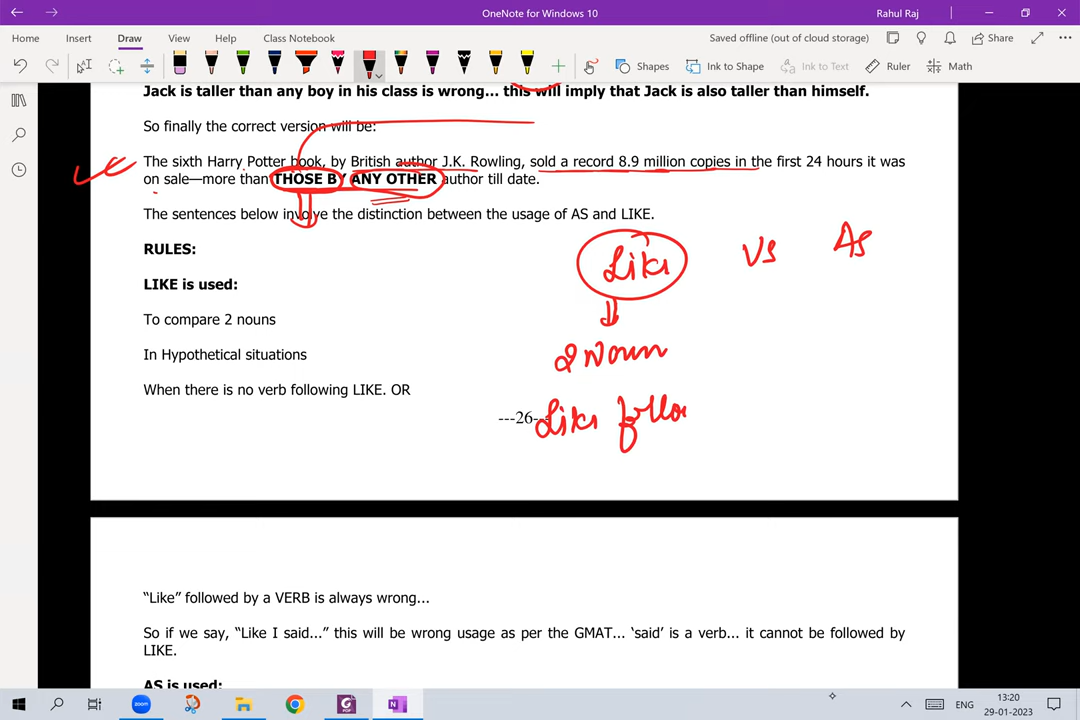 OneNote for Windows 10
Rahul Raj
Home Insert Draw View Help Class Notebook
Saved offline (out of cloud storage) Share
Shapes Ink to Shape Ink to Text Ruler Math
Jack is taller than any boy in his class is wrong... this will imply that Jack is also taller than himself.
So finally the correct version will be:
The sixth Harry Potter book, by British author J.K. Rowling, sold a record 8.9 million copies in the first 24 hours it was
on sale—more than THOSE BY ANY OTHER author till date.
The sentences below involve the distinction between the usage of AS and LIKE.
RULES:
Like Vs As
LIKE is used:
To compare 2 nouns
2 Noun
In Hypothetical situations
When there is no verb following LIKE. OR
---26--
Like follo
“Like” followed by a VERB is always wrong...
So if we say, “Like I said...” this will be wrong usage as per the GMAT... ‘said’ is a verb... it cannot be followed by
LIKE.
AS is used:
zoom
ENG
13:20
29-01-2023